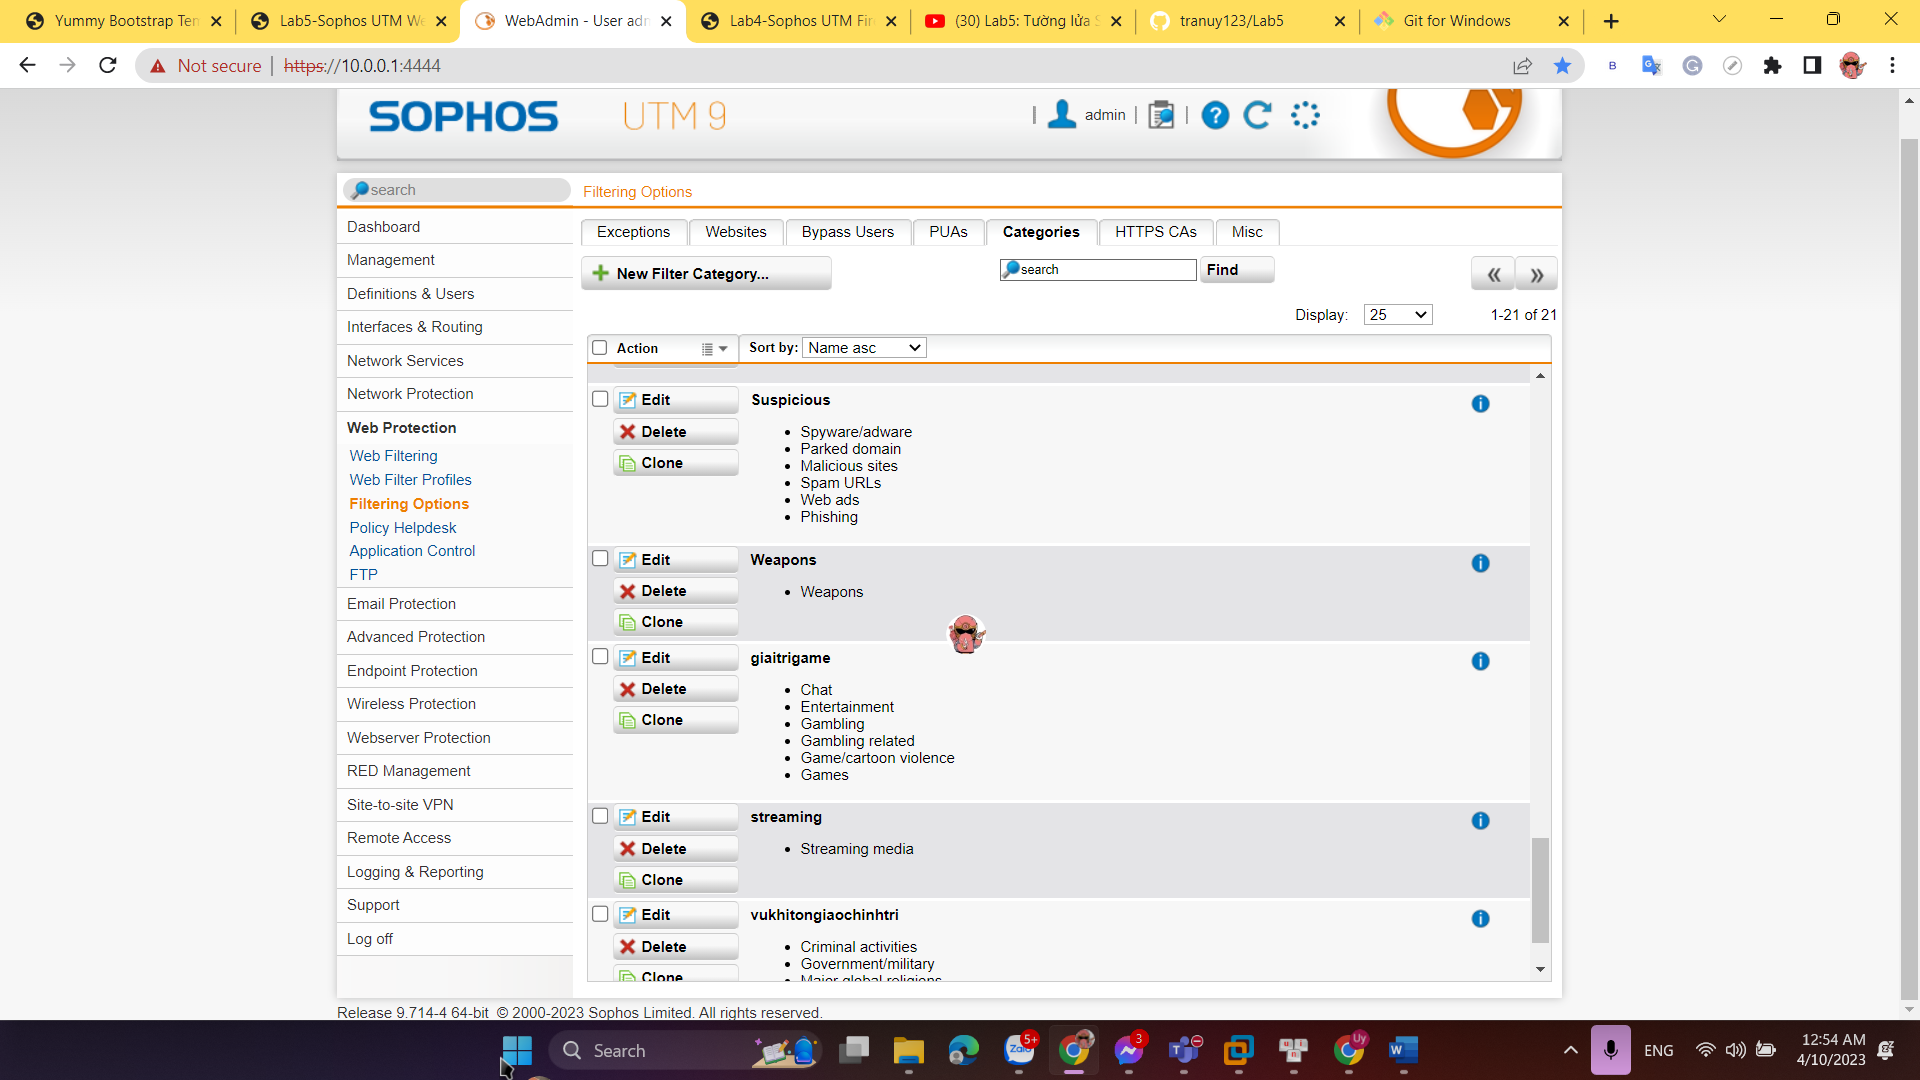 Yummy Bootstrap Ten
Lab5-Sophos UTM We
WebAdmin - User adm
Lab4-Sophos UTM Fir
(30) Lab5: Tường lửa S
tranuy123/Lab5
Git for Windows
Not secure | https://10.0.0.1:4444
SOPHOS UTM 9
admin
search
Filtering Options
Dashboard
Management
Definitions & Users
Interfaces & Routing
Network Services
Network Protection
Web Protection
Web Filtering
Web Filter Profiles
Filtering Options
Policy Helpdesk
Application Control
FTP
Email Protection
Advanced Protection
Endpoint Protection
Wireless Protection
Webserver Protection
RED Management
Site-to-site VPN
Remote Access
Logging & Reporting
Support
Log off
Exceptions
Websites
Bypass Users
PUAs
Categories
HTTPS CAs
Misc
New Filter Category...
search
Find
« »
Display: 25
1-21 of 21
Action
Sort by: Name asc
Edit
Delete
Clone
Suspicious
• Spyware/adware
• Parked domain
• Malicious sites
• Spam URLs
• Web ads
• Phishing
Edit
Delete
Clone
Weapons
• Weapons
Edit
Delete
Clone
giaitrigame
• Chat
• Entertainment
• Gambling
• Gambling related
• Game/cartoon violence
• Games
Edit
Delete
Clone
streaming
• Streaming media
Edit
Delete
Clone
vukhitongiaochinhtri
• Criminal activities
• Government/military
• Major global religions
Release 9.714-4 64-bit © 2000-2023 Sophos Limited. All rights reserved.
Search
Zalo
5+
3
Uy
W
ENG
12:54 AM
4/10/2023